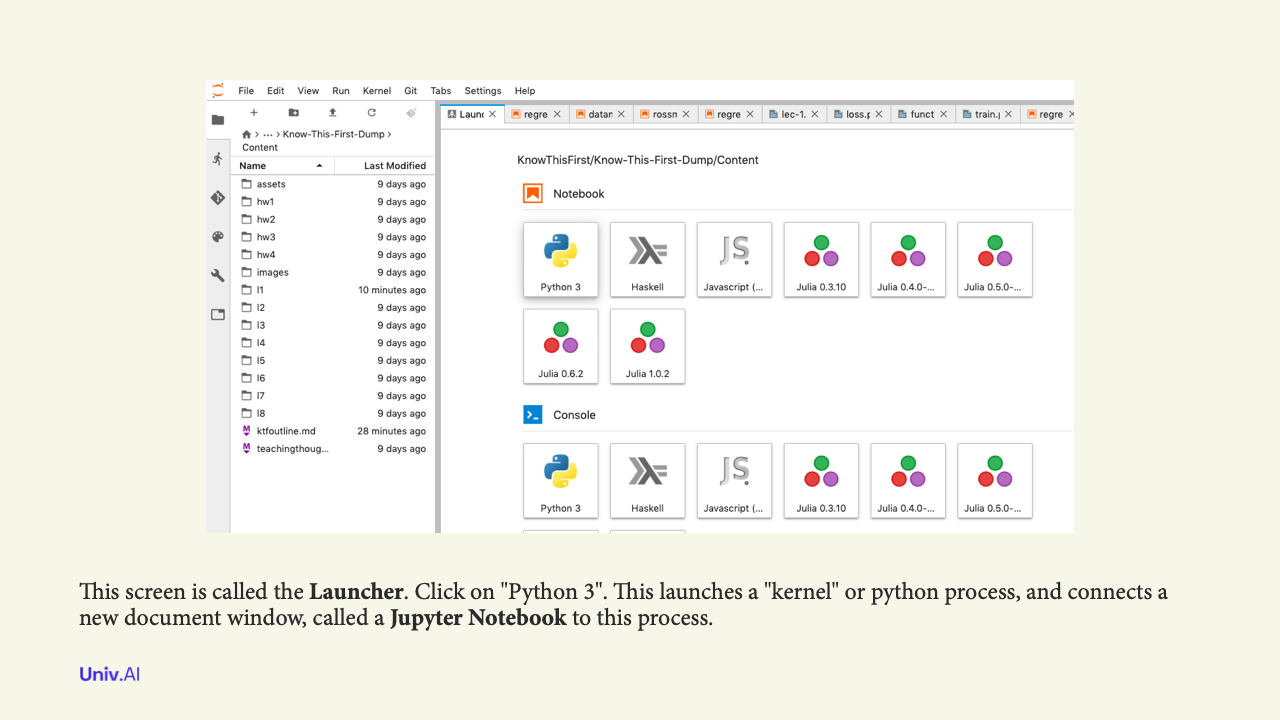 File Edit View Run Kernel Git Tabs Settings Help
Launc regre datar rossn regre lec-1. loss.p funct train.p regre
> ... > Know-This-First-Dump >
Content
Name Last Modified
assets 9 days ago
hw1 9 days ago
hw2 9 days ago
hw3 9 days ago
hw4 9 days ago
images 9 days ago
l1 10 minutes ago
l2 9 days ago
l3 9 days ago
l4 9 days ago
l5 9 days ago
l6 9 days ago
l7 9 days ago
l8 9 days ago
ktfoutline.md 28 minutes ago
teachingthoug... 9 days ago
KnowThisFirst/Know-This-First-Dump/Content
Notebook
JS
Python 3 Haskell Javascript (... Julia 0.3.10 Julia 0.4.0-... Julia 0.5.0-...
Julia 0.6.2 Julia 1.0.2
Console
JS
Python 3 Haskell Javascript (... Julia 0.3.10 Julia 0.4.0-... Julia 0.5.0-...
This screen is called the Launcher. Click on "Python 3". This launches a "kernel" or python process, and connects a
new document window, called a Jupyter Notebook to this process.
Univ.AI